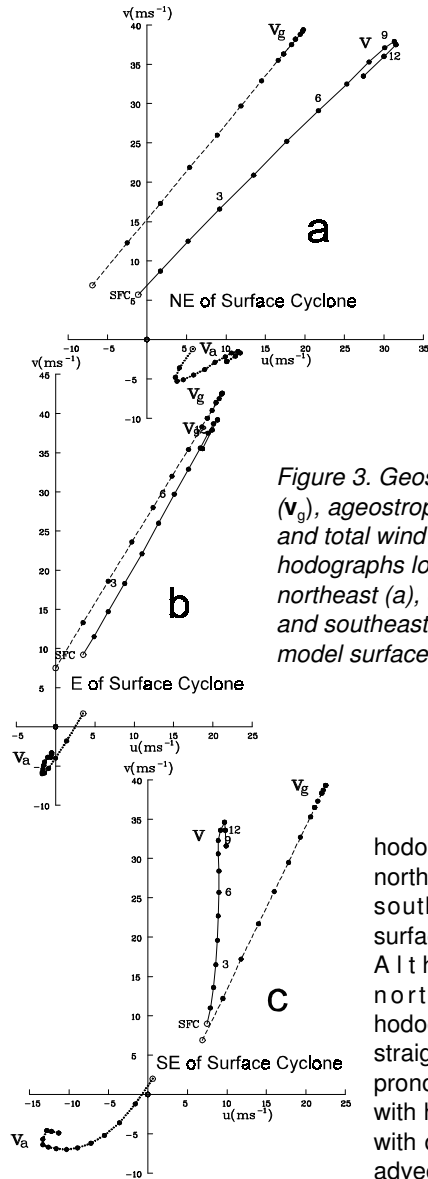 v(ms⁻¹)
40
35
30
25
20
15
10
5
-10 -5 5 10 15 20 25 30 35
u(ms⁻¹)
-5
-10
Vg
V
9
12
6
3
a
SFC
NE of Surface Cyclone
Va
v(ms⁻¹)
45
40
35
30
25
20
15
10
5
Vg
6
3
b
SFC
E of Surface Cyclone
-5 5 10 15 20 25
u(ms⁻¹)
Va
-10
Figure 3. Geos
(vg), ageostrop
and total wind
hodographs lo
northeast (a),
and southeast
model surface
v(ms⁻¹)
40
35
30
25
20
15
10
5
Vg
V
12
9
6
3
c
SFC
SE of Surface Cyclone
-15 -10 -5 5 10 15 20 25
u(ms⁻¹)
Va
-5
-10
hodo
north
south
surfa
Alth
nort
hodo
straig
prono
with h
with c
advec